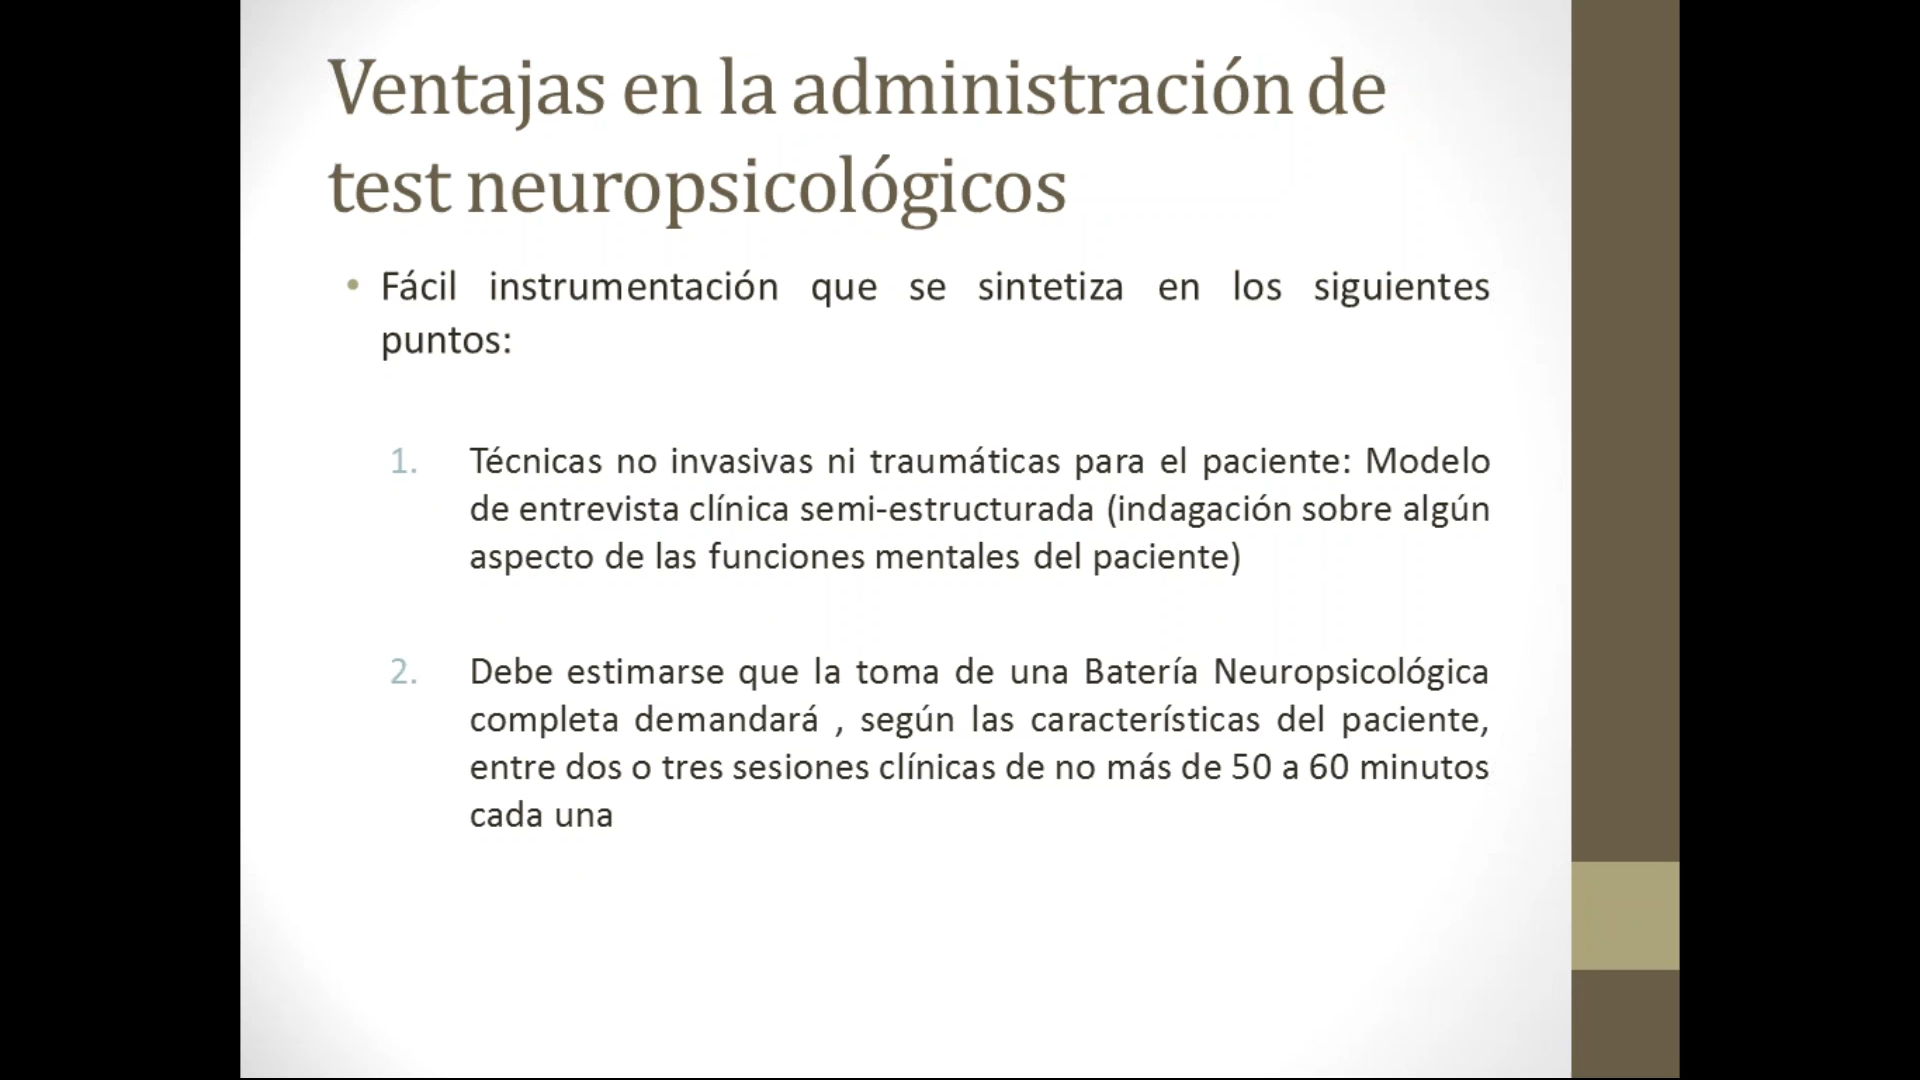 Ventajas en la administración de
test neuropsicológicos
• Fácil instrumentación que se sintetiza en los siguientes
puntos:
1. Técnicas no invasivas ni traumáticas para el paciente: Modelo
de entrevista clínica semi-estructurada (indagación sobre algún
aspecto de las funciones mentales del paciente)
2. Debe estimarse que la toma de una Batería Neuropsicológica
completa demandará , según las características del paciente,
entre dos o tres sesiones clínicas de no más de 50 a 60 minutos
cada una